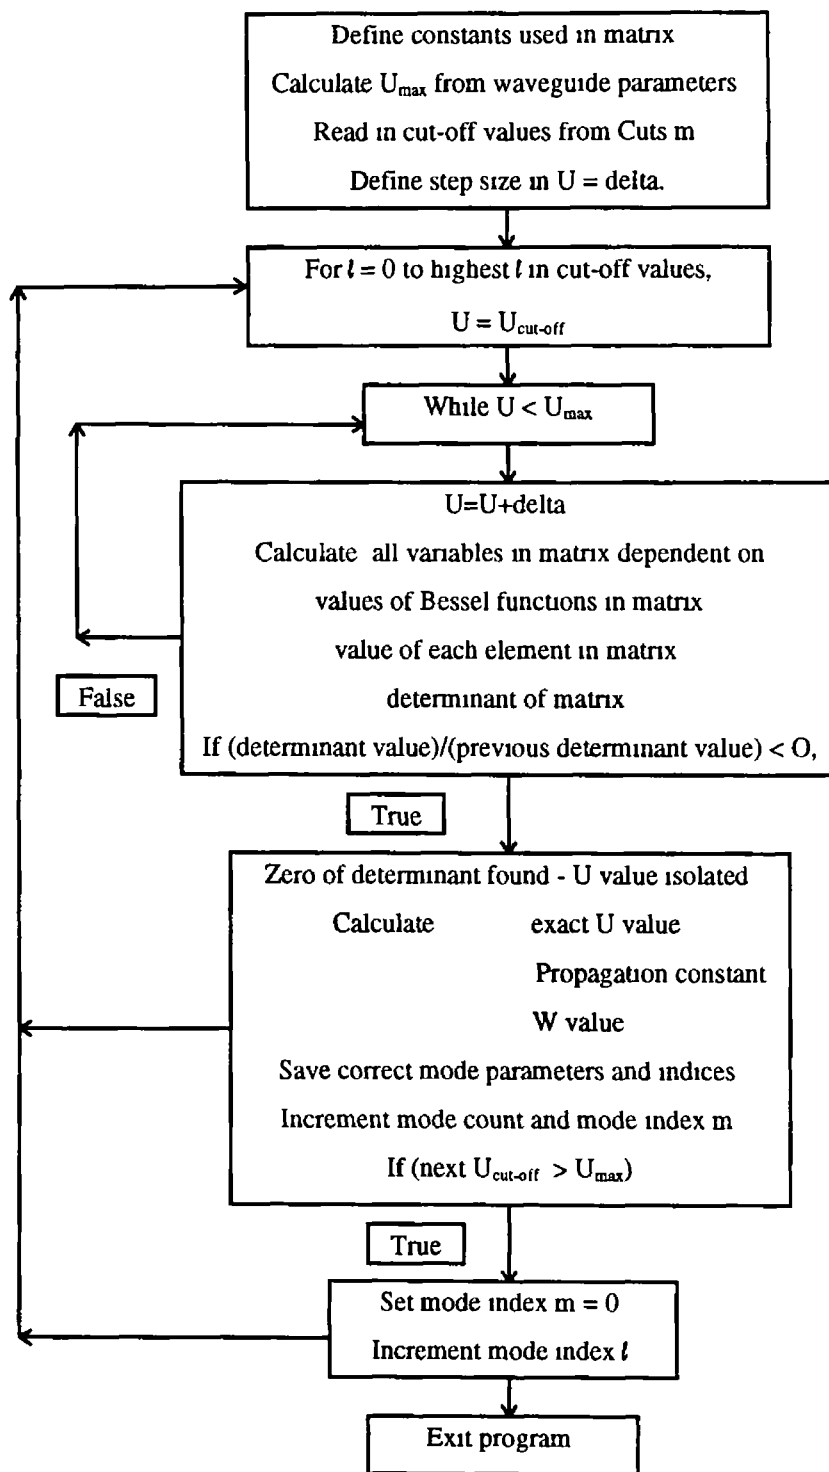 Define constants used in matrix
Calculate Umax from waveguide parameters
Read in cut-off values from Cuts m
Define step size in U = delta.
For l = 0 to highest l in cut-off values,
U = Ucut-off
While U < Umax
U=U+delta
Calculate all variables in matrix dependent on
values of Bessel functions in matrix
value of each element in matrix
determinant of matrix
If (determinant value)/(previous determinant value) < O,
False
True
Zero of determinant found - U value isolated
Calculate exact U value
Propagation constant
W value
Save correct mode parameters and indices
Increment mode count and mode index m
If (next Ucut-off > Umax)
True
Set mode index m = 0
Increment mode index l
Exit program